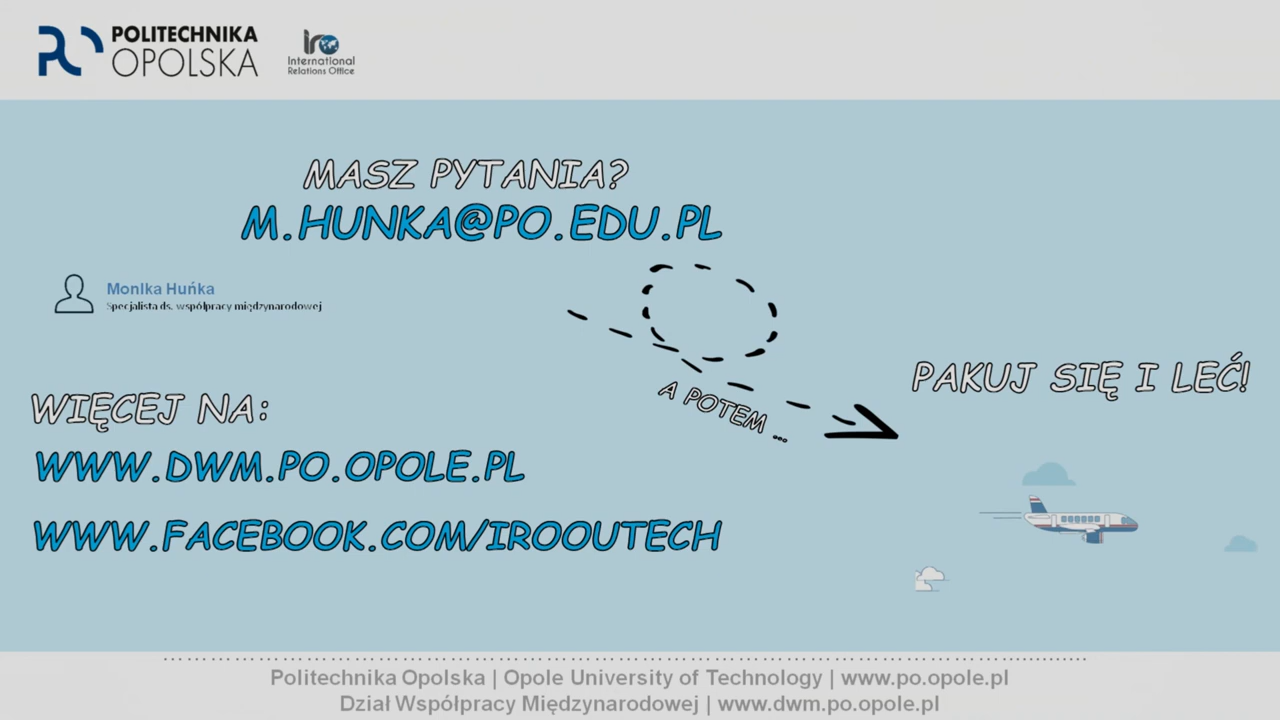 POLITECHNIKA
OPOLSKA
iro
International
Relations Office
MASZ PYTANIA?
M.HUNKA@PO.EDU.PL
Monika Huńka
Specjalista ds. współpracy międzynarodowej
A POTEM ...
PAKUJ SIĘ I LEĆ!
WIĘCEJ NA:
WWW.DWM.PO.OPOLE.PL
WWW.FACEBOOK.COM/IROOUTECH
Politechnika Opolska | Opole University of Technology | www.po.opole.pl
Dział Współpracy Międzynarodowej | www.dwm.po.opole.pl